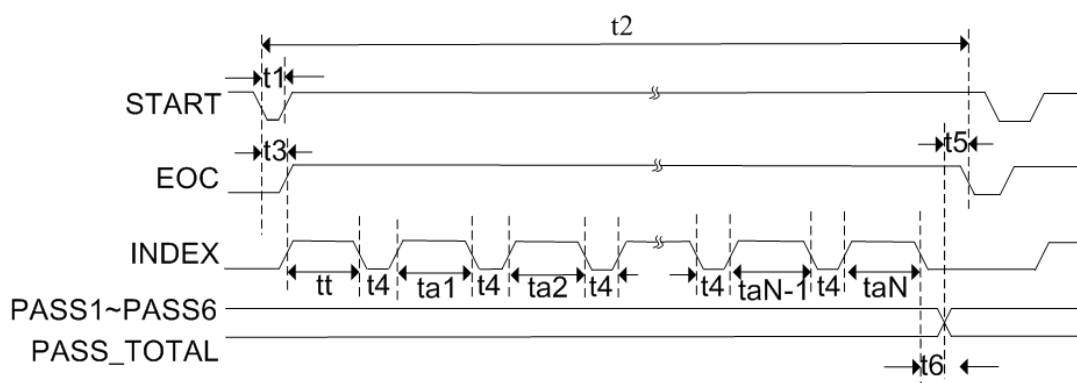 t2
t1
START
t3
t5
EOC
INDEX
tt t4 ta1 t4 ta2 t4 t4 taN-1 t4 taN
PASS1~PASS6
PASS_TOTAL
t6